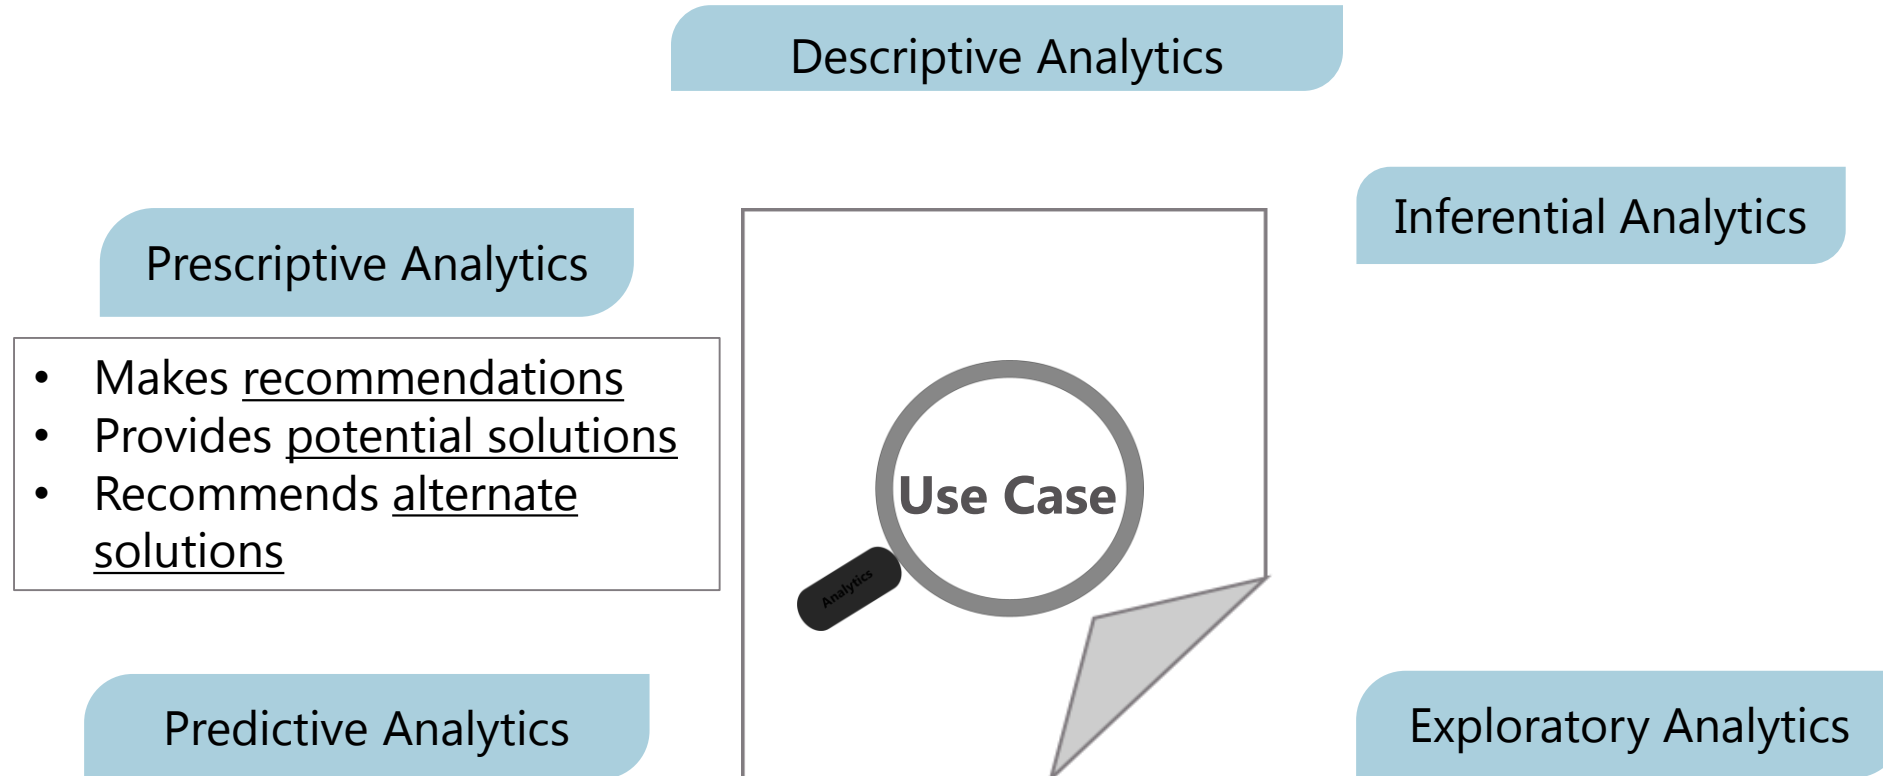 Descriptive Analytics
Inferential Analytics
Prescriptive Analytics
• Makes recommendations
• Provides potential solutions
• Recommends alternate
solutions
Use Case
Analytics
Predictive Analytics
Exploratory Analytics